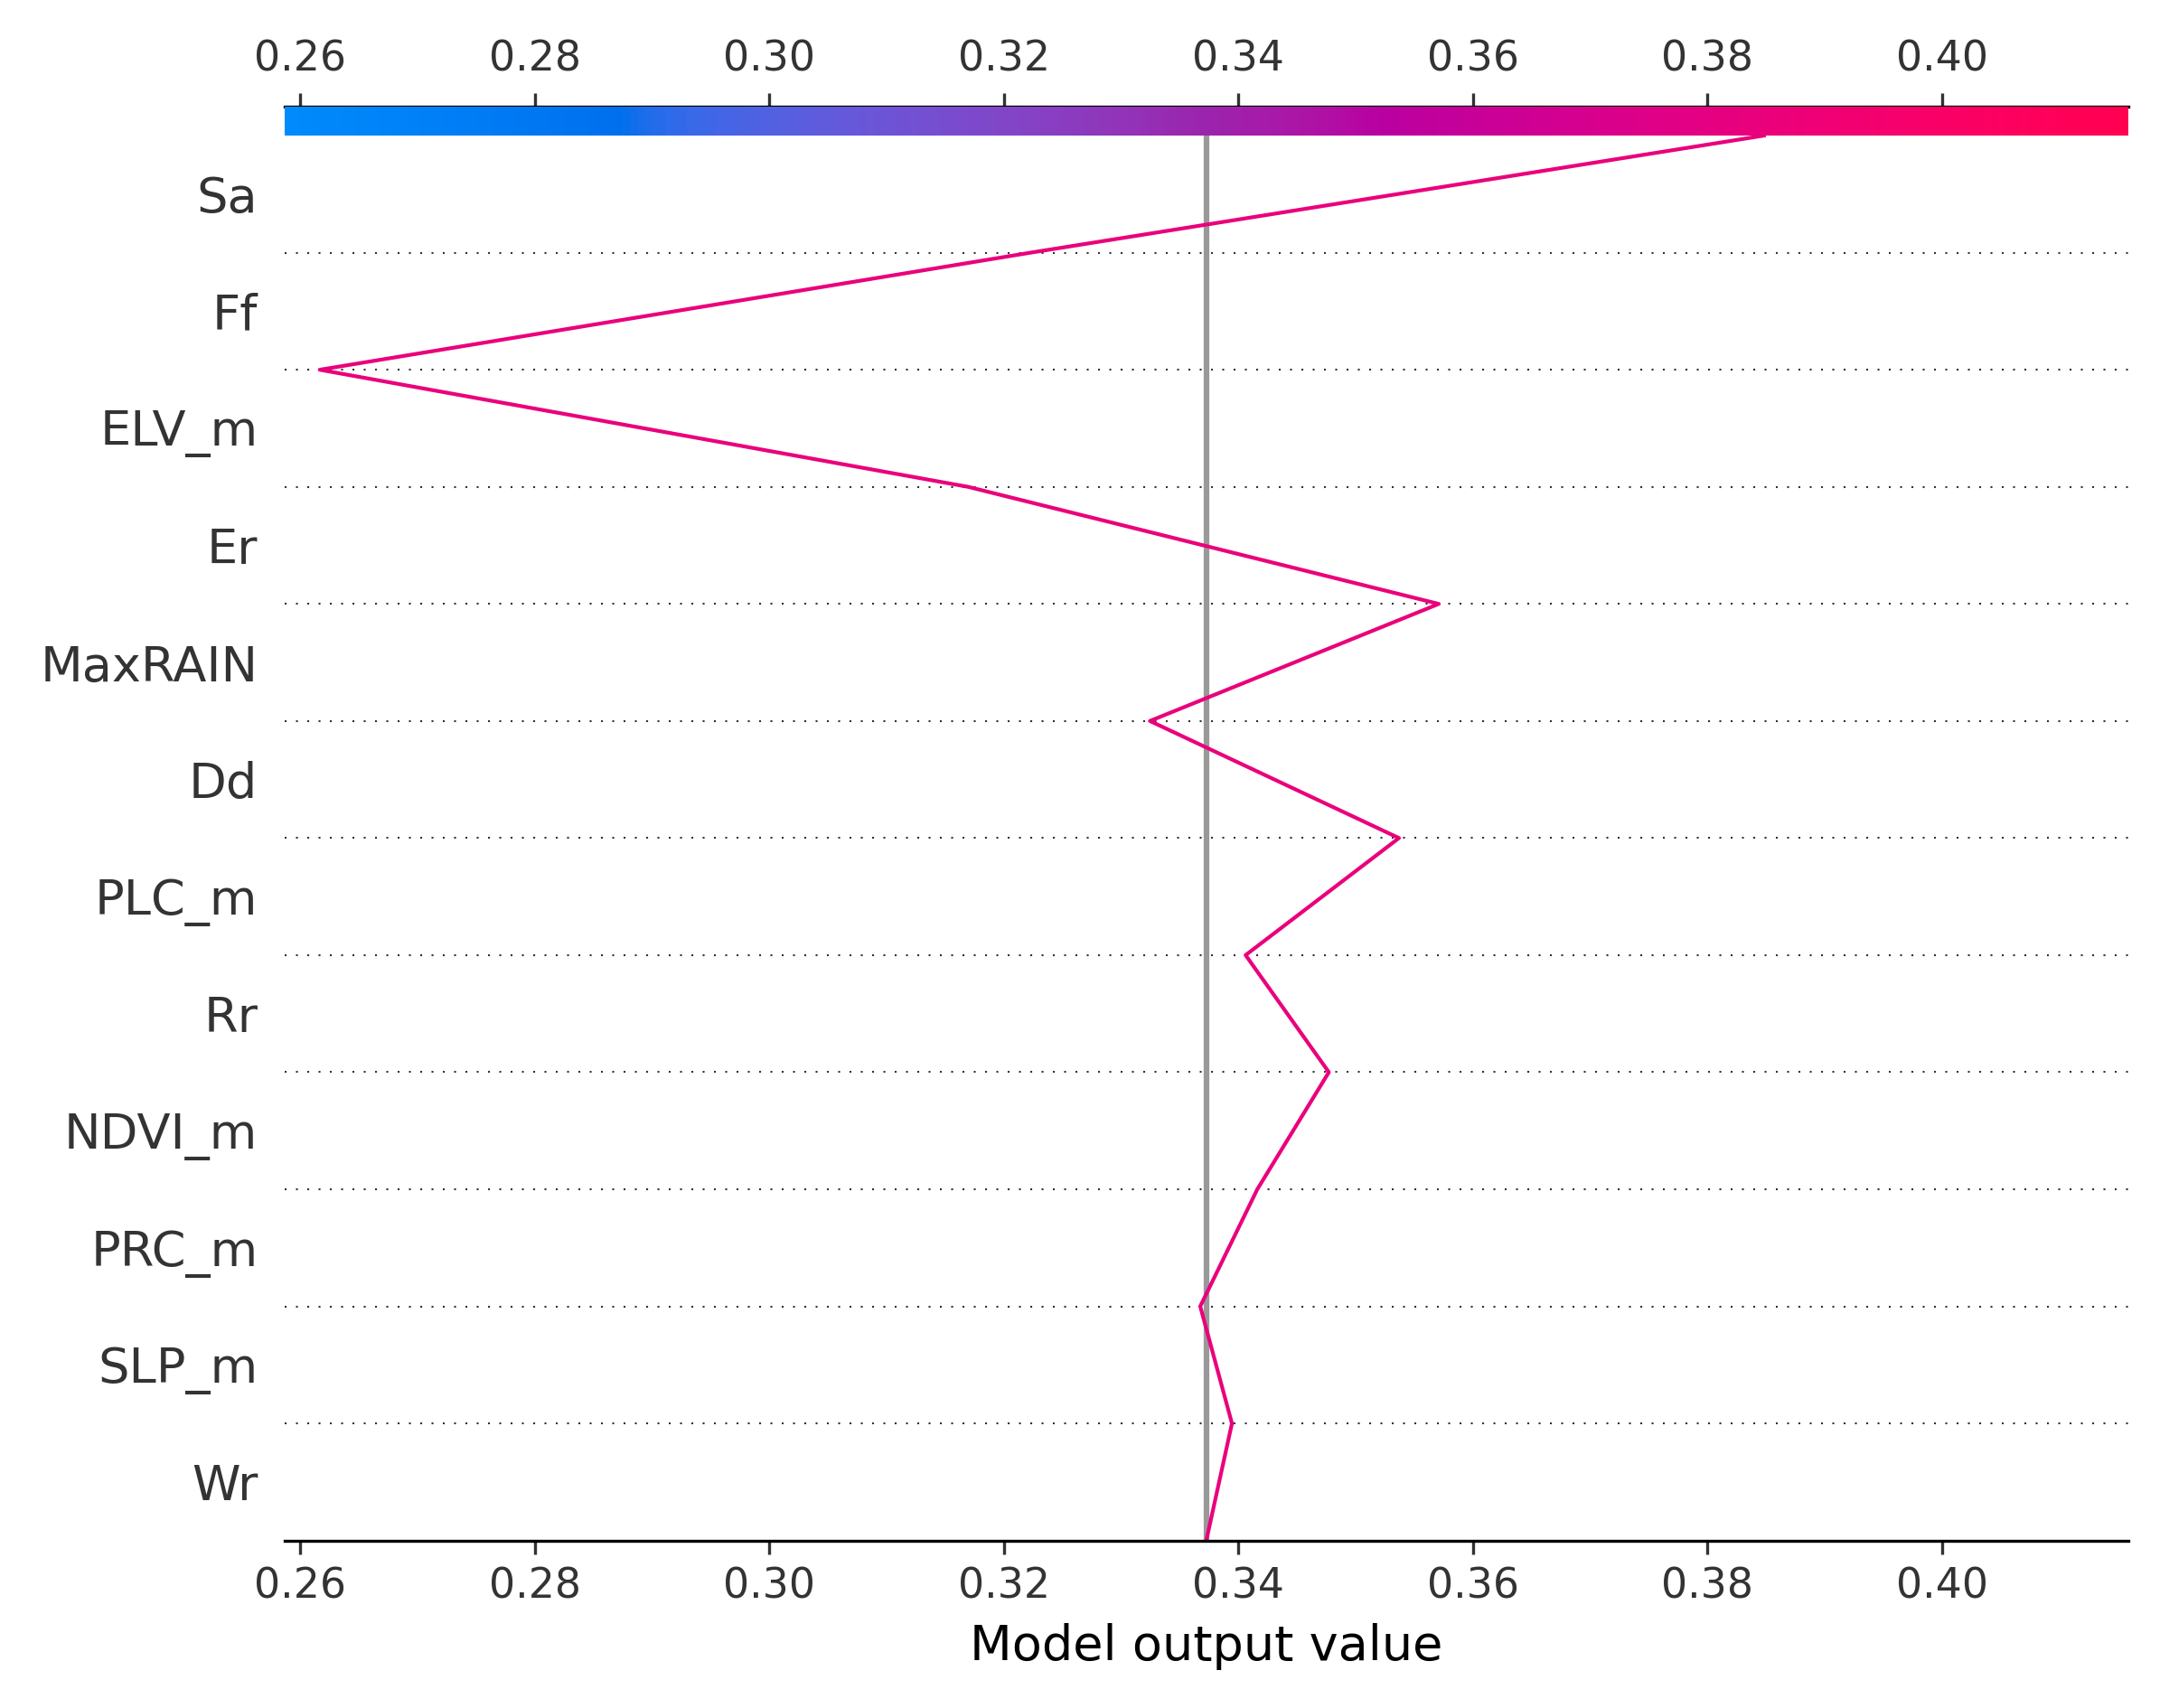 0.26 0.28 0.30 0.32 0.34 0.36 0.38 0.40
Sa
Ff
ELV_m
Er
MaxRAIN
Dd
PLC_m
Rr
NDVI_m
PRC_m
SLP_m
Wr
0.26 0.28 0.30 0.32 0.34 0.36 0.38 0.40
Model output value